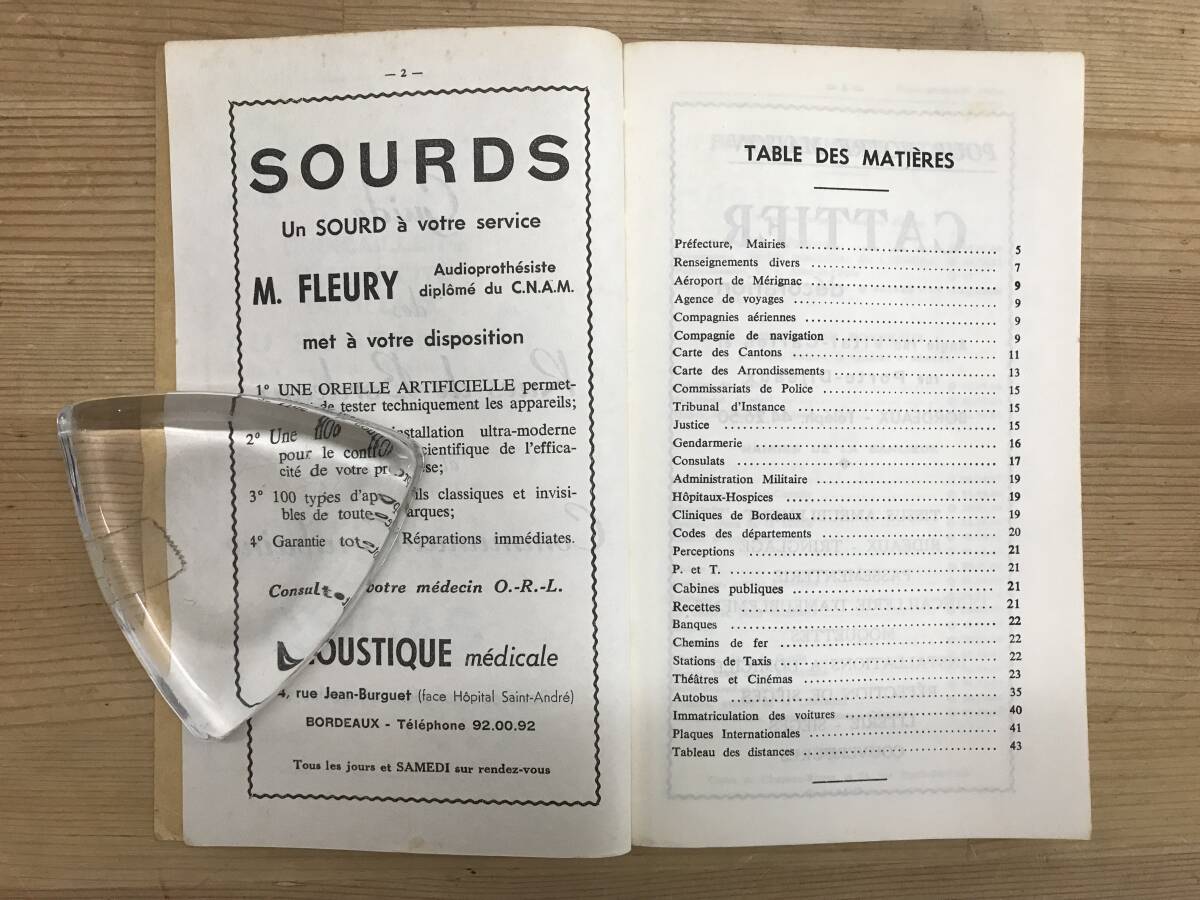 — 2 —
SOURDS
Un SOURD à votre service
M. FLEURY
Audioprothésiste
diplômé du C.N.A.M.
met à votre disposition
1° UNE OREILLE ARTIFICIELLE permet-
de tester techniquement les appareils;
2° Une installation ultra-moderne
pour le scientifique de l'effica-
cité de votre
3° 100 types d'appareils classiques et invisi-
bles de toutes marques;
4° Garantie Réparations immédiates.
votre médecin O.-R.-L.
ACOUSTIQUE médicale
4, rue Jean-Burguet (face Hôpital Saint-André)
BORDEAUX - Téléphone 92.00.92
Tous les jours et SAMEDI sur rendez-vous
TABLE DES MATIÈRES
Préfecture, Mairies 5
Renseignements divers 7
Aéroport de Mérignac 9
Agence de voyages 9
Compagnies aériennes 9
Compagnie de navigation 9
Carte des Cantons 11
Carte des Arrondissements 13
Commissariats de Police 15
Tribunal d'Instance 15
Justice 15
Gendarmerie 16
Consulats 17
Administration Militaire 19
Hôpitaux-Hospices 19
Cliniques de Bordeaux 19
Codes des départements 20
Perceptions 21
P. et T. 21
Cabines publiques 21
Recettes 21
Banques 22
Chemins de fer 22
Stations de Taxis 22
Théâtres et Cinémas 23
Autobus 35
Immatriculation des voitures 40
Plaques Internationales 41
Tableau des distances 43